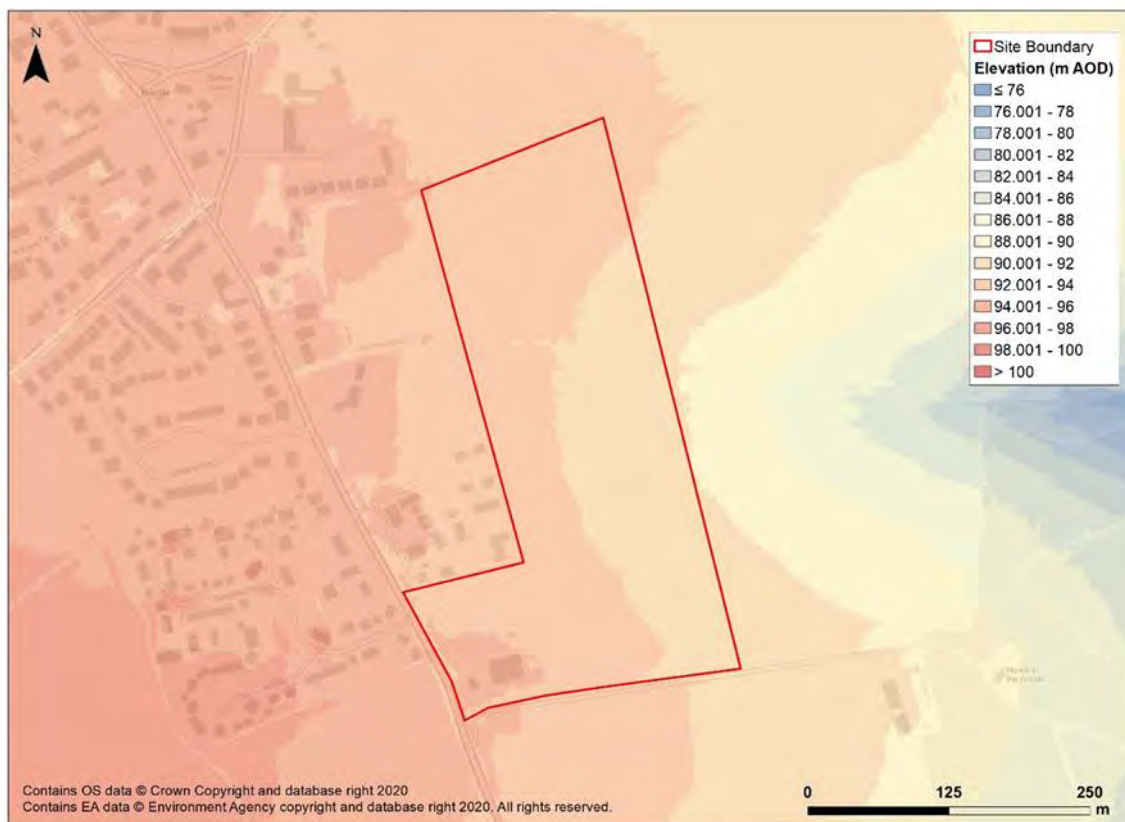 N
Site Boundary
Elevation (m AOD)
≤ 76
76.001 - 78
78.001 - 80
80.001 - 82
82.001 - 84
84.001 - 86
86.001 - 88
88.001 - 90
90.001 - 92
92.001 - 94
94.001 - 96
96.001 - 98
98.001 - 100
> 100
Contains OS data © Crown Copyright and database right 2020
Contains EA data © Environment Agency copyright and database right 2020. All rights reserved.
0 125 250
m